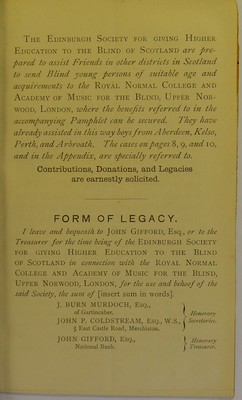 THE EDINBURGH SOCIETY FOR GIVING HIGHER
EDUCATION TO THE BLIND OF SCOTLAND are pre-
pared to assist Friends in other districts in Scotland
to send Blind young persons of suitable age and
acquirements to the ROYAL NORMAL COLLEGE AND
ACADEMY OF MUSIC FOR THE BLIND, UPPER NOR-
WOOD, LONDON, where the benefits referred to in the
accompanying Pamphlet can be secured. They have
already assisted in this way boys from Aberdeen, Kelso,
Perth, and Arbroath. The cases on pages 8, 9, and 10,
and in the Appendix, are specially referred to.
Contributions, Donations, and Legacies
are earnestly solicited.
FORM OF LEGACY.
I leave and bequeath to JOHN GIFFORD, ESQ., or to the
Treasurer for the time being of the EDINBURGH SOCIETY
FOR GIVING HIGHER EDUCATION TO THE BLIND
OF SCOTLAND in connection with the ROYAL NORMAL
COLLEGE AND ACADEMY OF MUSIC FOR THE BLIND,
UPPER NORWOOD, LONDON, for the use and behoof of the
said Society, the sum of [insert sum in words].
J. BURN MURDOCH, ESQ.,
of Gartincaber.
JOHN P. COLDSTREAM, ESQ., W.S.,
5 East Castle Road, Merchiston.
Honorary
Secretaries.
JOHN GIFFORD, ESQ.,
National Bank.
Honorary
Treasurer.